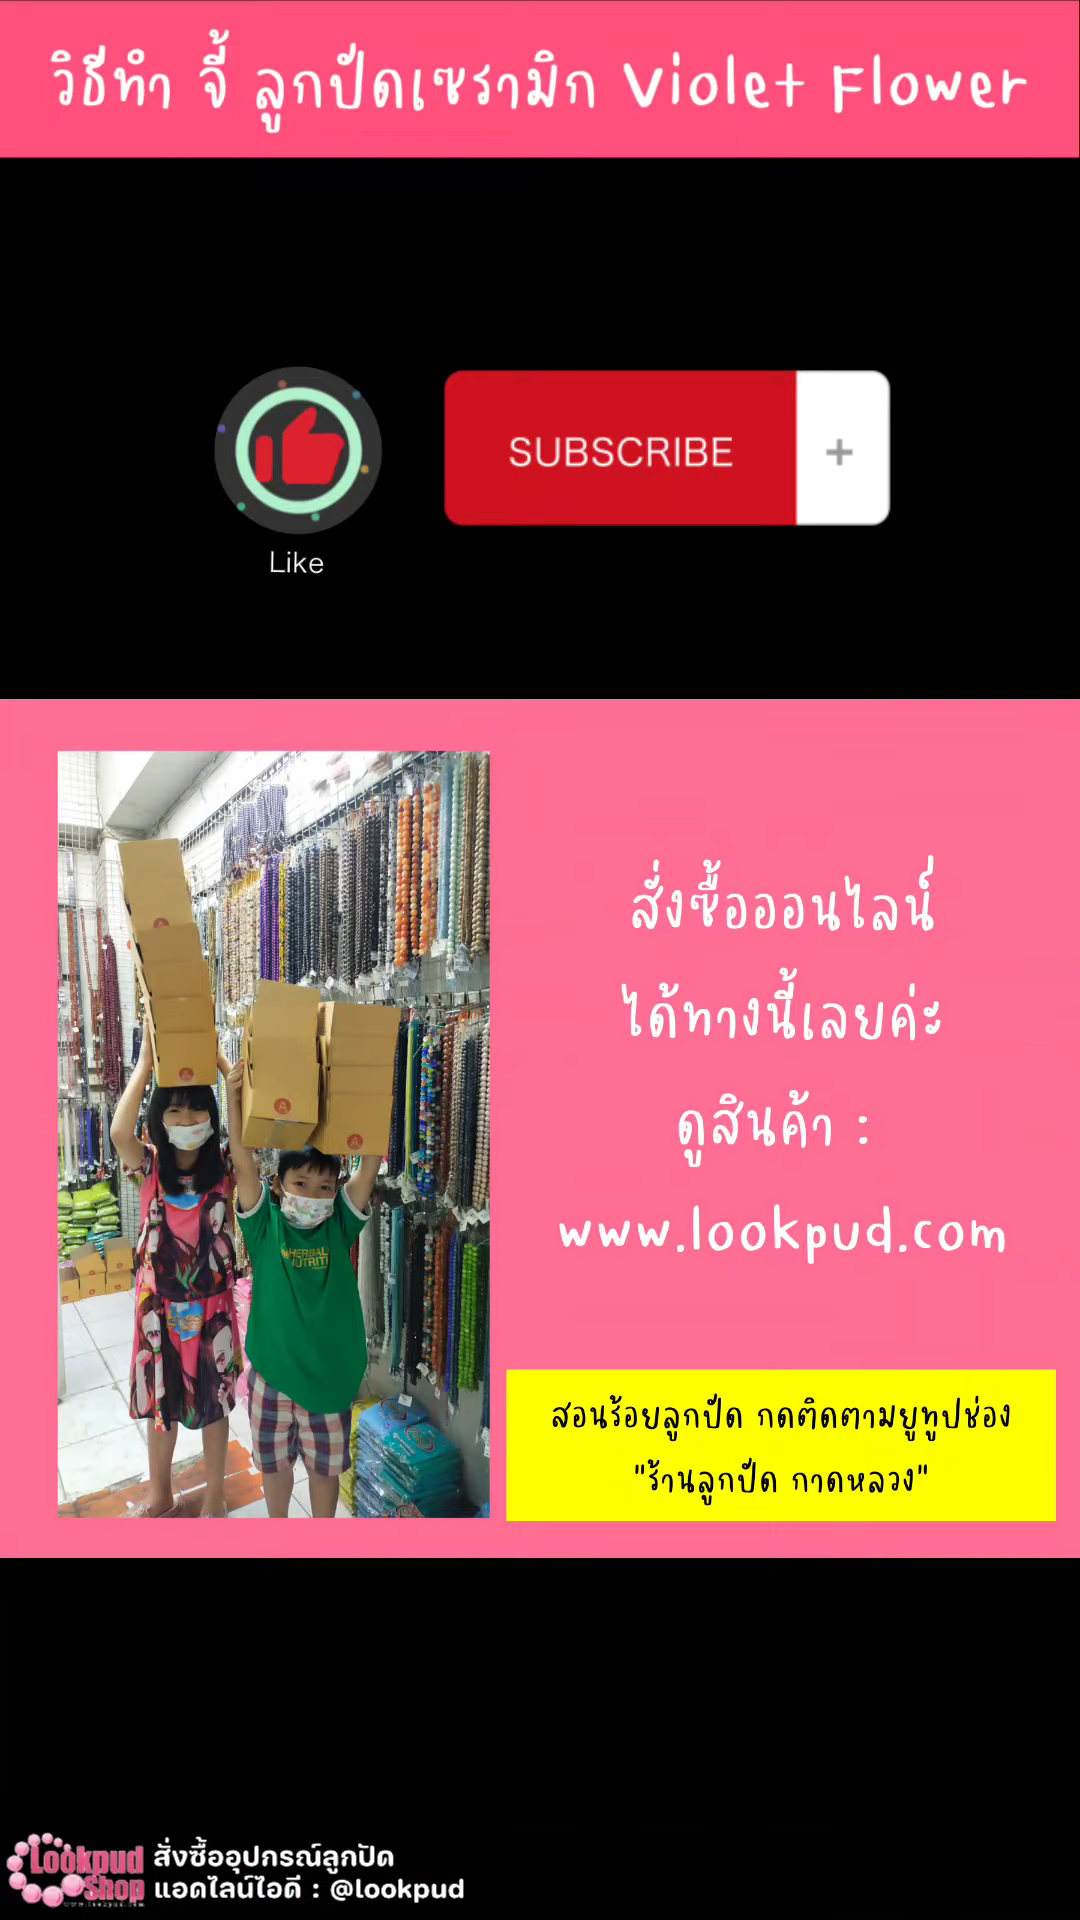 วิธีทำ จี้ ลูกปัดเซรามิก Violet Flower
SUBSCRIBE +
Like
สั่งซื้อออนไลน์
ได้ทางนี้เลยค่ะ
ดูสินค้า :
www.lookpud.com
HERBAL
NUTRITI
สอนร้อยลูกปัด กดติดตามยูทูปช่อง
"ร้านลูกปัด กาดหลวง"
Lookpud
Shop
www.lookpud.com
สั่งซื้ออุปกรณ์ลูกปัด
แอดไลน์ไอดี : @lookpud